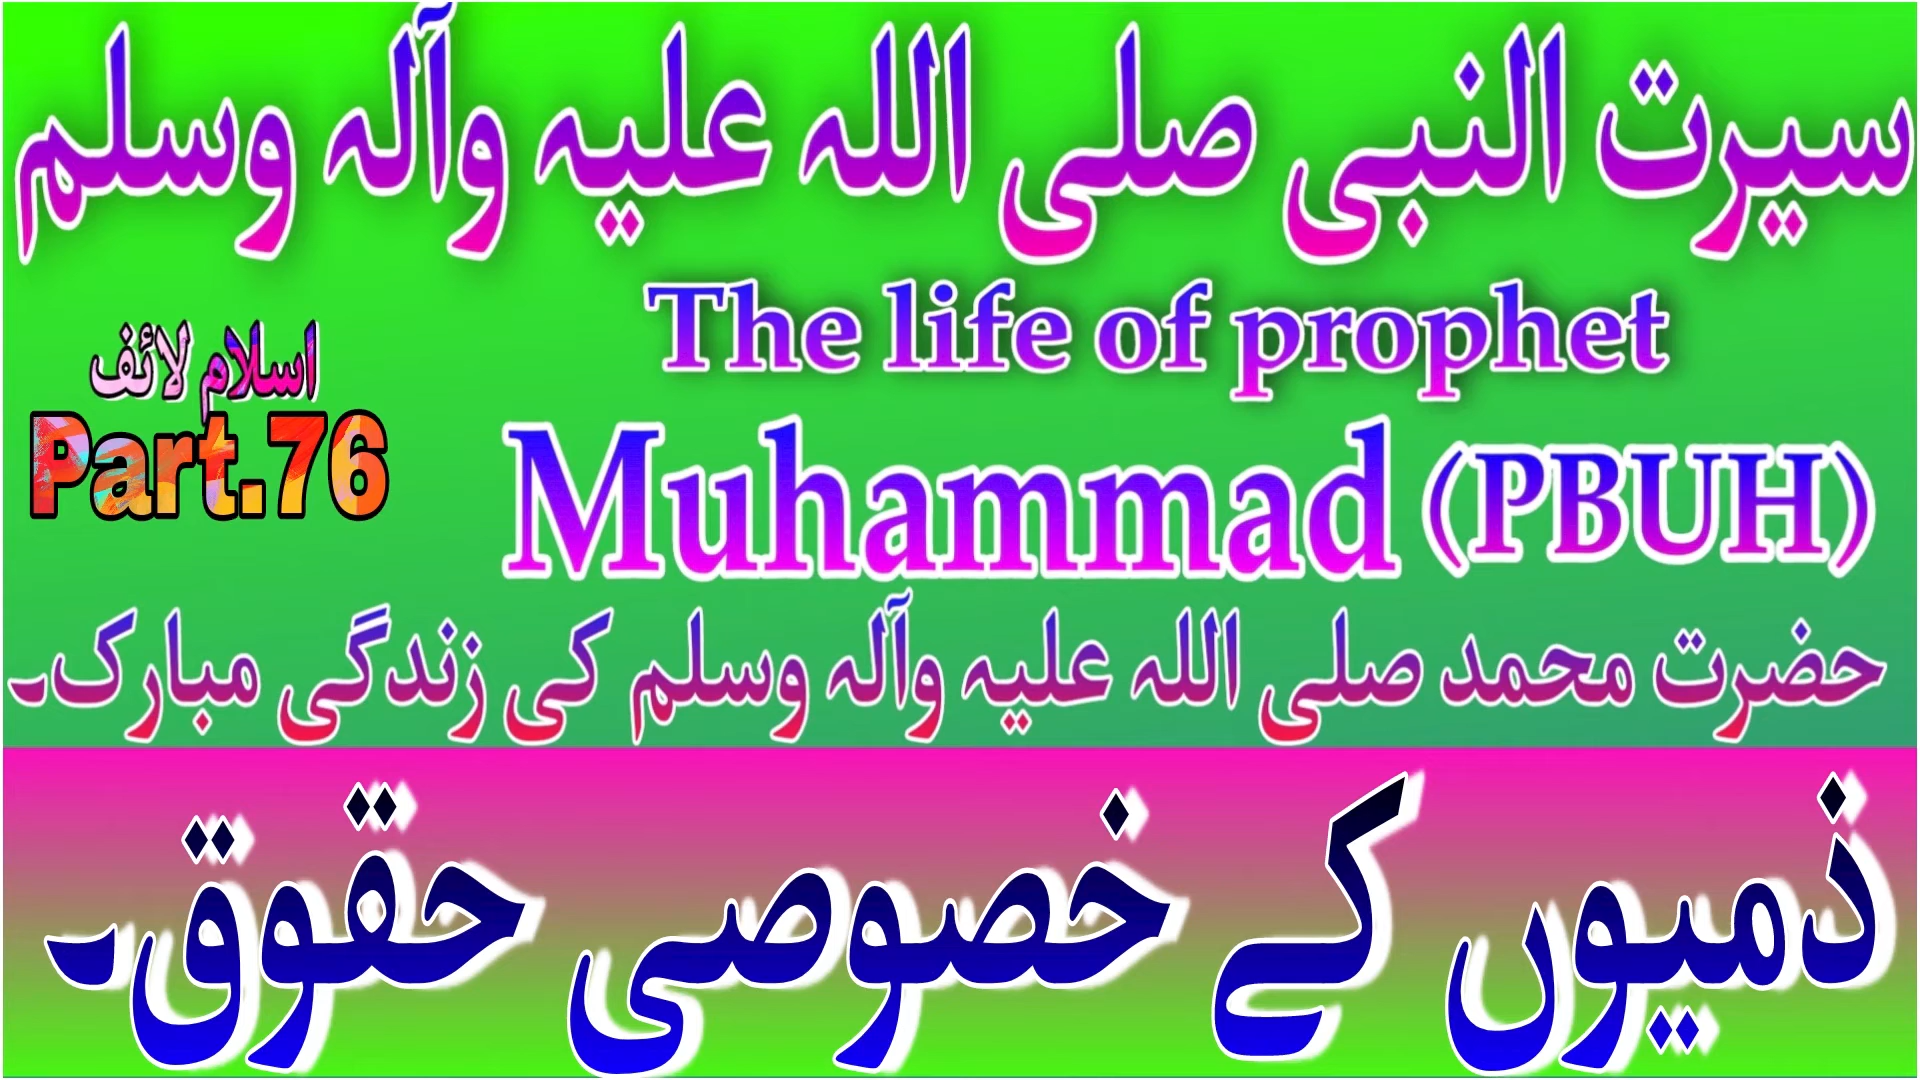 سیرت النبی صلی اللہ علیہ وآلہ وسلم
The life of prophet
اسلام لائف
Part.76
Muhammad (PBUH)
حضرت محمد صلی اللہ علیہ وآلہ وسلم کی زندگی مبارک۔
ذمیوں کے خصوصی حقوق۔